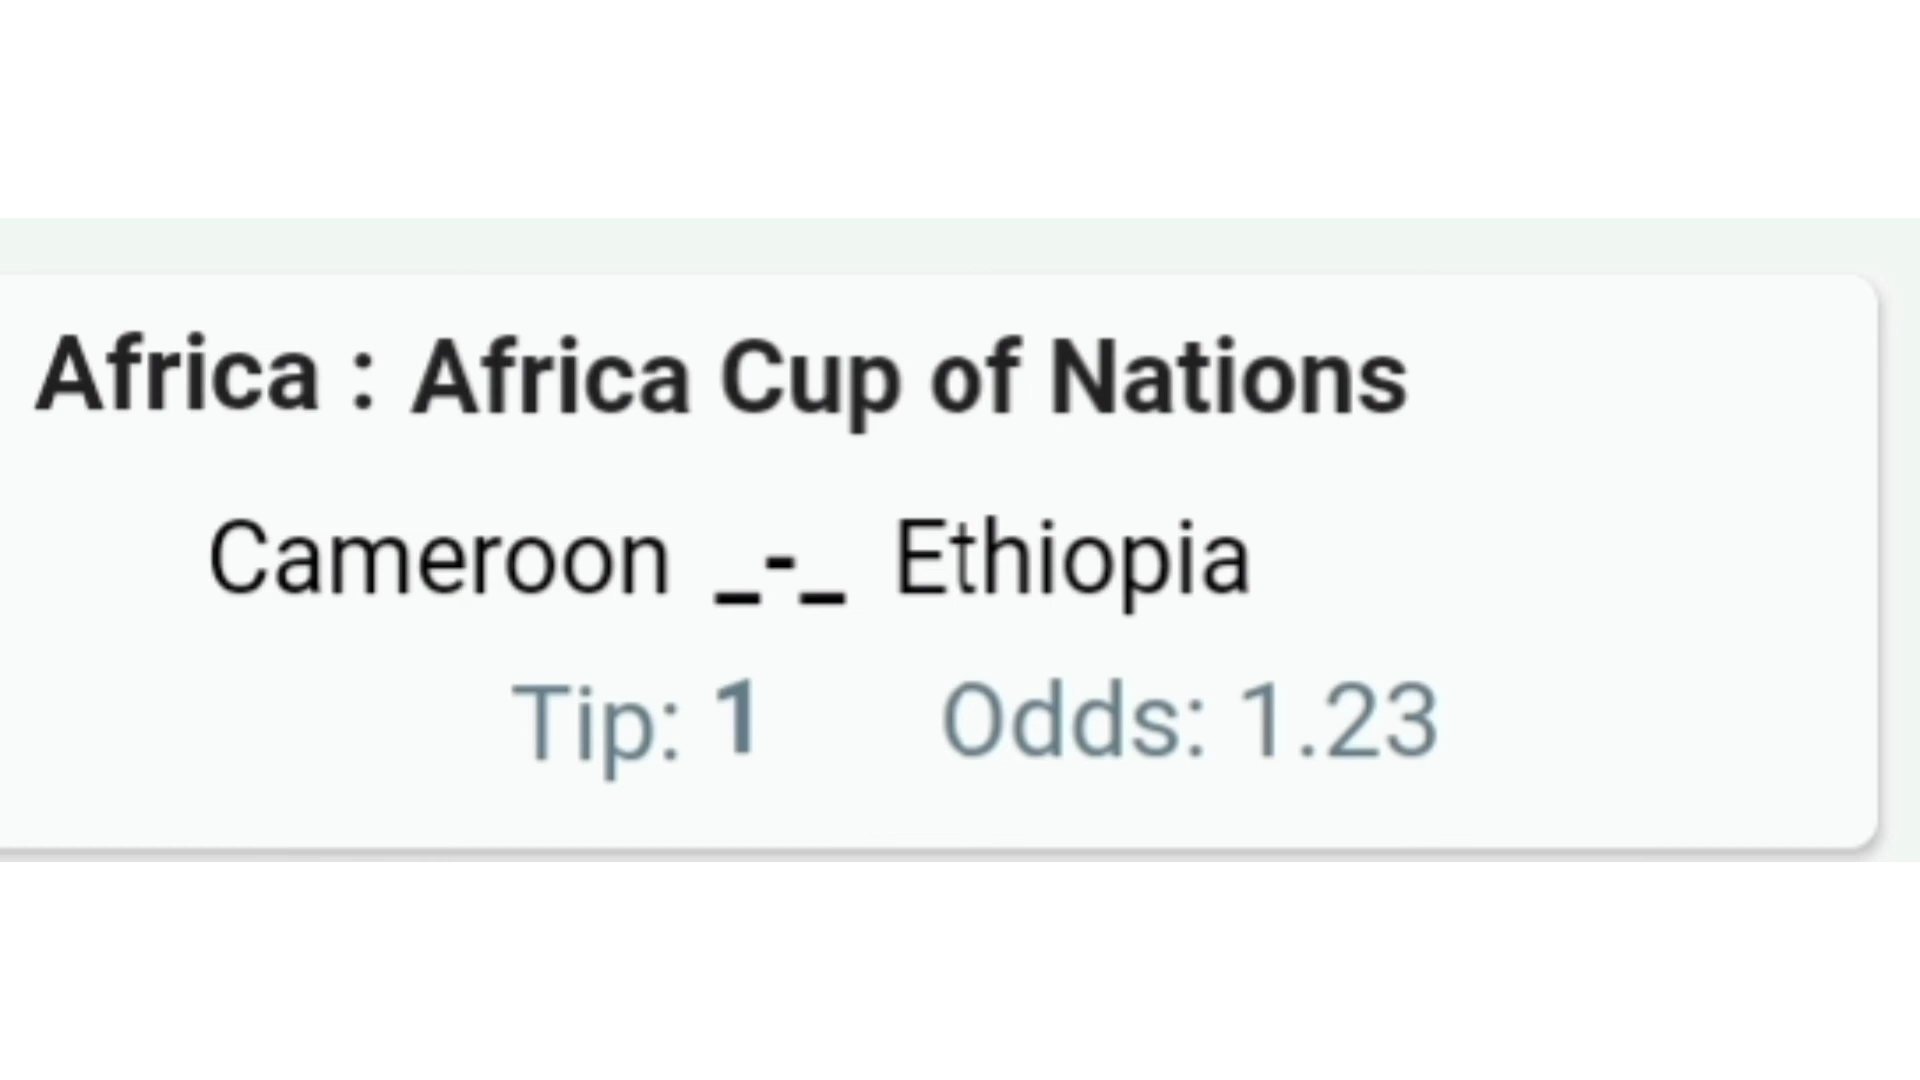 Africa : Africa Cup of Nations
Cameroon _-_ Ethiopia
Tip: 1 Odds: 1.23